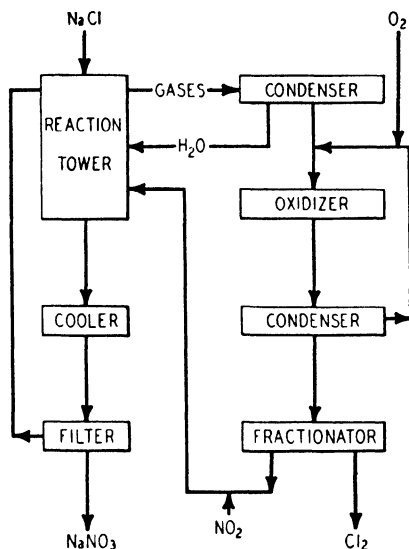 NaCl
O2
GASES
CONDENSER
REACTION
TOWER
H2O
OXIDIZER
COOLER
CONDENSER
FILTER
FRACTIONATOR
NO2
NaNO3
Cl2